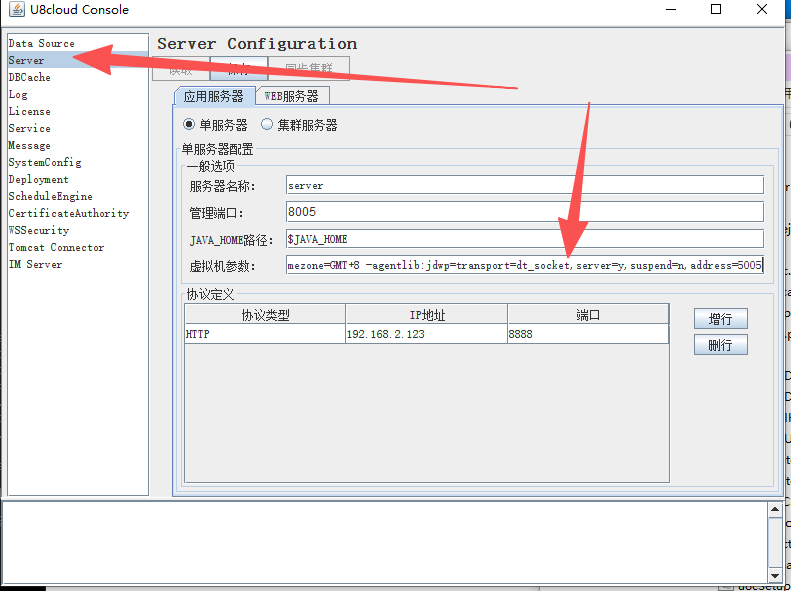 U8cloud Console
Data Source
Server
DBCache
Log
License
Service
Message
SystemConfig
Deployment
ScheduleEngine
CertificateAuthority
WSSecurity
Tomcat Connector
IM Server
Server Configuration
读取
同步集群
应用服务器
WEB服务器
单服务器
集群服务器
单服务器配置
一般选项
服务器名称: server
管理端口: 8005
JAVA_HOME路径: $JAVA_HOME
虚拟机参数: mezone=GMT+8 -agentlib:jdwp=transport=dt_socket,server=y,suspend=n,address=5005
协议定义
协议类型 IP地址 端口
HTTP 192.168.2.123 8888
增行
删行